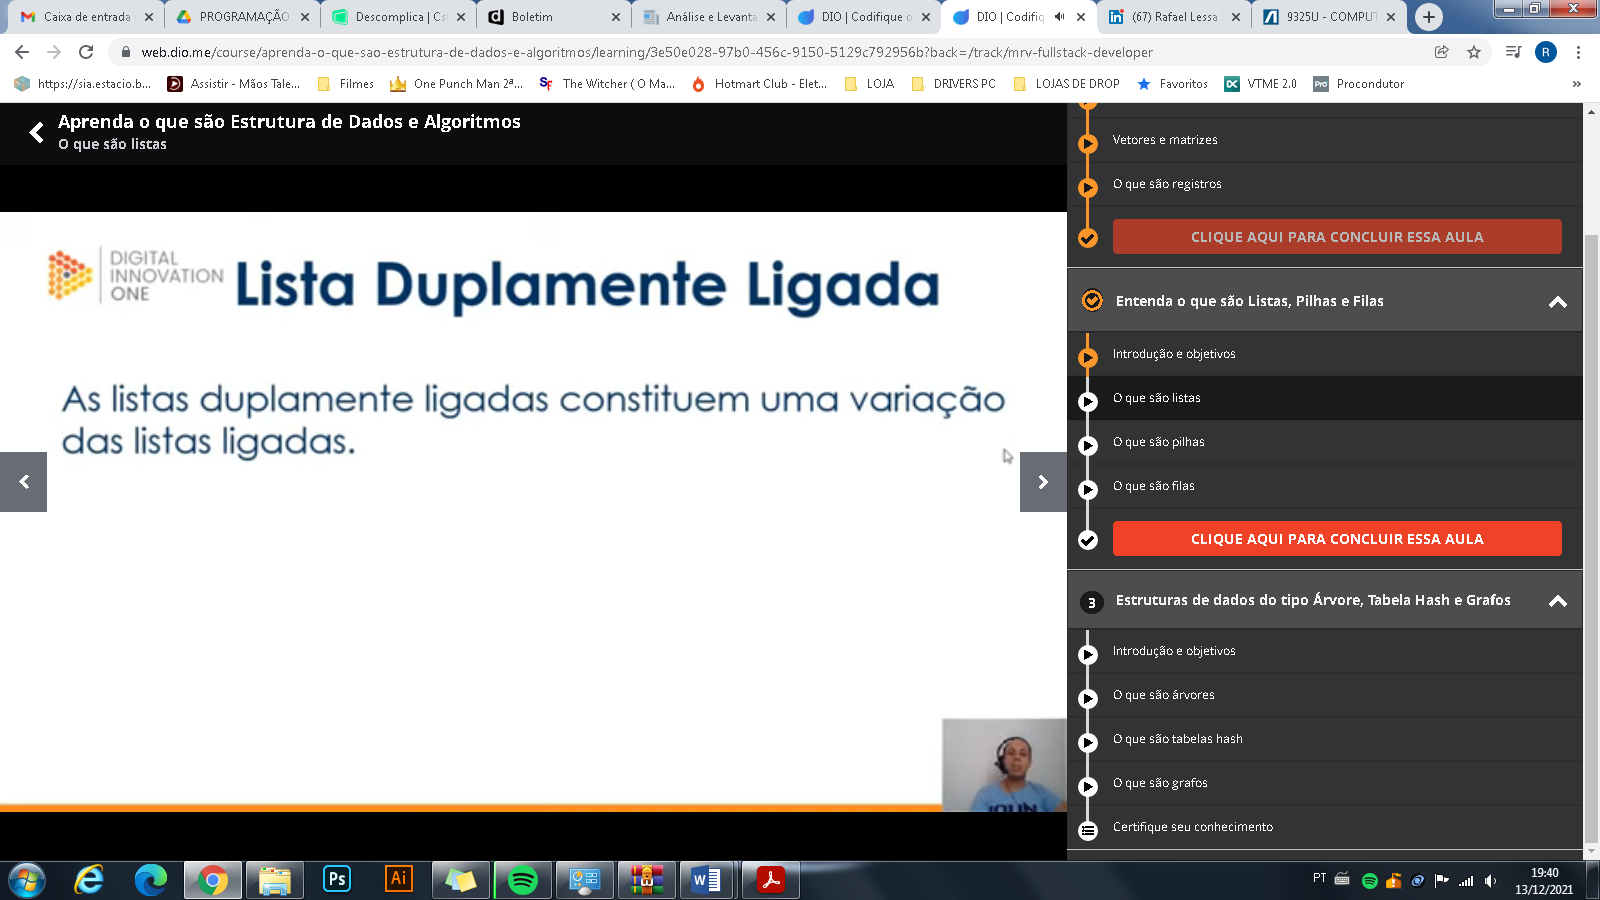 Caixa de entrada
PROGRAMAÇÃO
Descomplica | Cst
Boletim
Análise e Levanta
DIO | Codifique o
DIO | Codifiq
(67) Rafael Lessa
9325U - COMPUT
web.dio.me/course/aprenda-o-que-sao-estrutura-de-dados-e-algoritmos/learning/3e50e028-97b0-456c-9150-5129c792956b?back=/track/mrv-fullstack-developer
R
https://sia.estacio.b...
Assistir - Mãos Tale...
Filmes
One Punch Man 2ª...
SF
The Witcher ( O Ma...
Hotmart Club - Elet...
LOJA
DRIVERS PC
LOJAS DE DROP
Favoritos
DC
VTME 2.0
Pro
Procondutor
»
Aprenda o que são Estrutura de Dados e Algoritmos
O que são listas
DIGITAL
INNOVATION
ONE
Lista Duplamente Ligada
As listas duplamente ligadas constituem uma variação
das listas ligadas.
Vetores e matrizes
O que são registros
CLIQUE AQUI PARA CONCLUIR ESSA AULA
Entenda o que são Listas, Pilhas e Filas
Introdução e objetivos
O que são listas
O que são pilhas
O que são filas
CLIQUE AQUI PARA CONCLUIR ESSA AULA
3
Estruturas de dados do tipo Árvore, Tabela Hash e Grafos
Introdução e objetivos
O que são árvores
O que são tabelas hash
O que são grafos
Certifique seu conhecimento
Ps
Ai
PT
19:40
13/12/2021